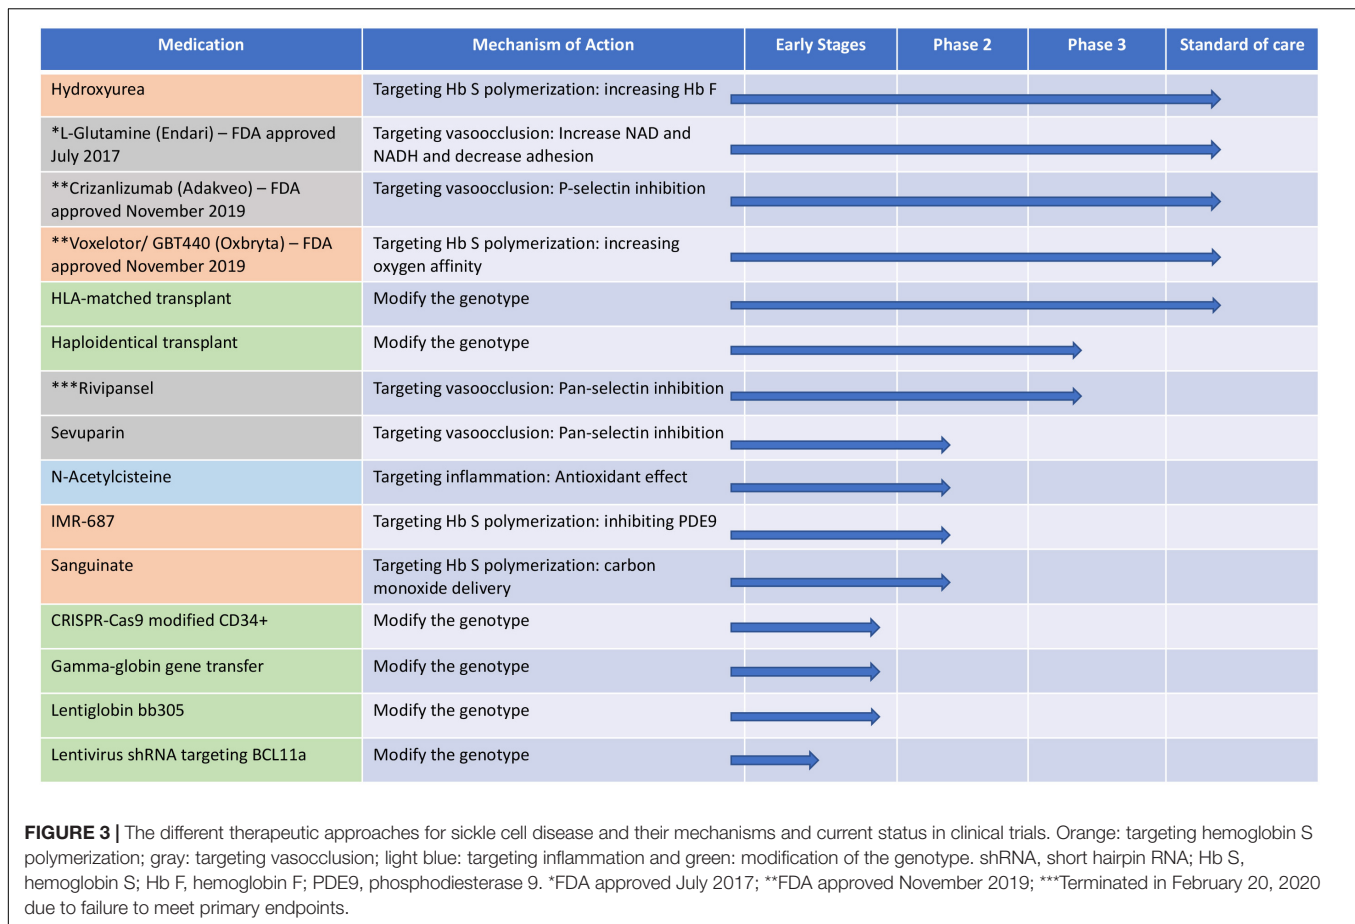 Medication Mechanism of Action Early Stages Phase 2 Phase 3 Standard of care
Hydroxyurea Targeting Hb S polymerization: increasing Hb F
*L-Glutamine (Endari) – FDA approved
July 2017
Targeting vasoocclusion: Increase NAD and
NADH and decrease adhesion
**Crizanlizumab (Adakveo) – FDA
approved November 2019
Targeting vasoocclusion: P-selectin inhibition
**Voxelotor/ GBT440 (Oxbryta) – FDA
approved November 2019
Targeting Hb S polymerization: increasing
oxygen affinity
HLA-matched transplant Modify the genotype
Haploidentical transplant Modify the genotype
***Rivipansel Targeting vasoocclusion: Pan-selectin inhibition
Sevuparin Targeting vasoocclusion: Pan-selectin inhibition
N-Acetylcisteine Targeting inflammation: Antioxidant effect
IMR-687 Targeting Hb S polymerization: inhibiting PDE9
Sanguinate Targeting Hb S polymerization: carbon
monoxide delivery
CRISPR-Cas9 modified CD34+ Modify the genotype
Gamma-globin gene transfer Modify the genotype
Lentiglobin bb305 Modify the genotype
Lentivirus shRNA targeting BCL11a Modify the genotype
FIGURE 3 | The different therapeutic approaches for sickle cell disease and their mechanisms and current status in clinical trials. Orange: targeting hemoglobin S
polymerization; gray: targeting vasocclusion; light blue: targeting inflammation and green: modification of the genotype. shRNA, short hairpin RNA; Hb S,
hemoglobin S; Hb F, hemoglobin F; PDE9, phosphodiesterase 9. *FDA approved July 2017; **FDA approved November 2019; ***Terminated in February 20, 2020
due to failure to meet primary endpoints.